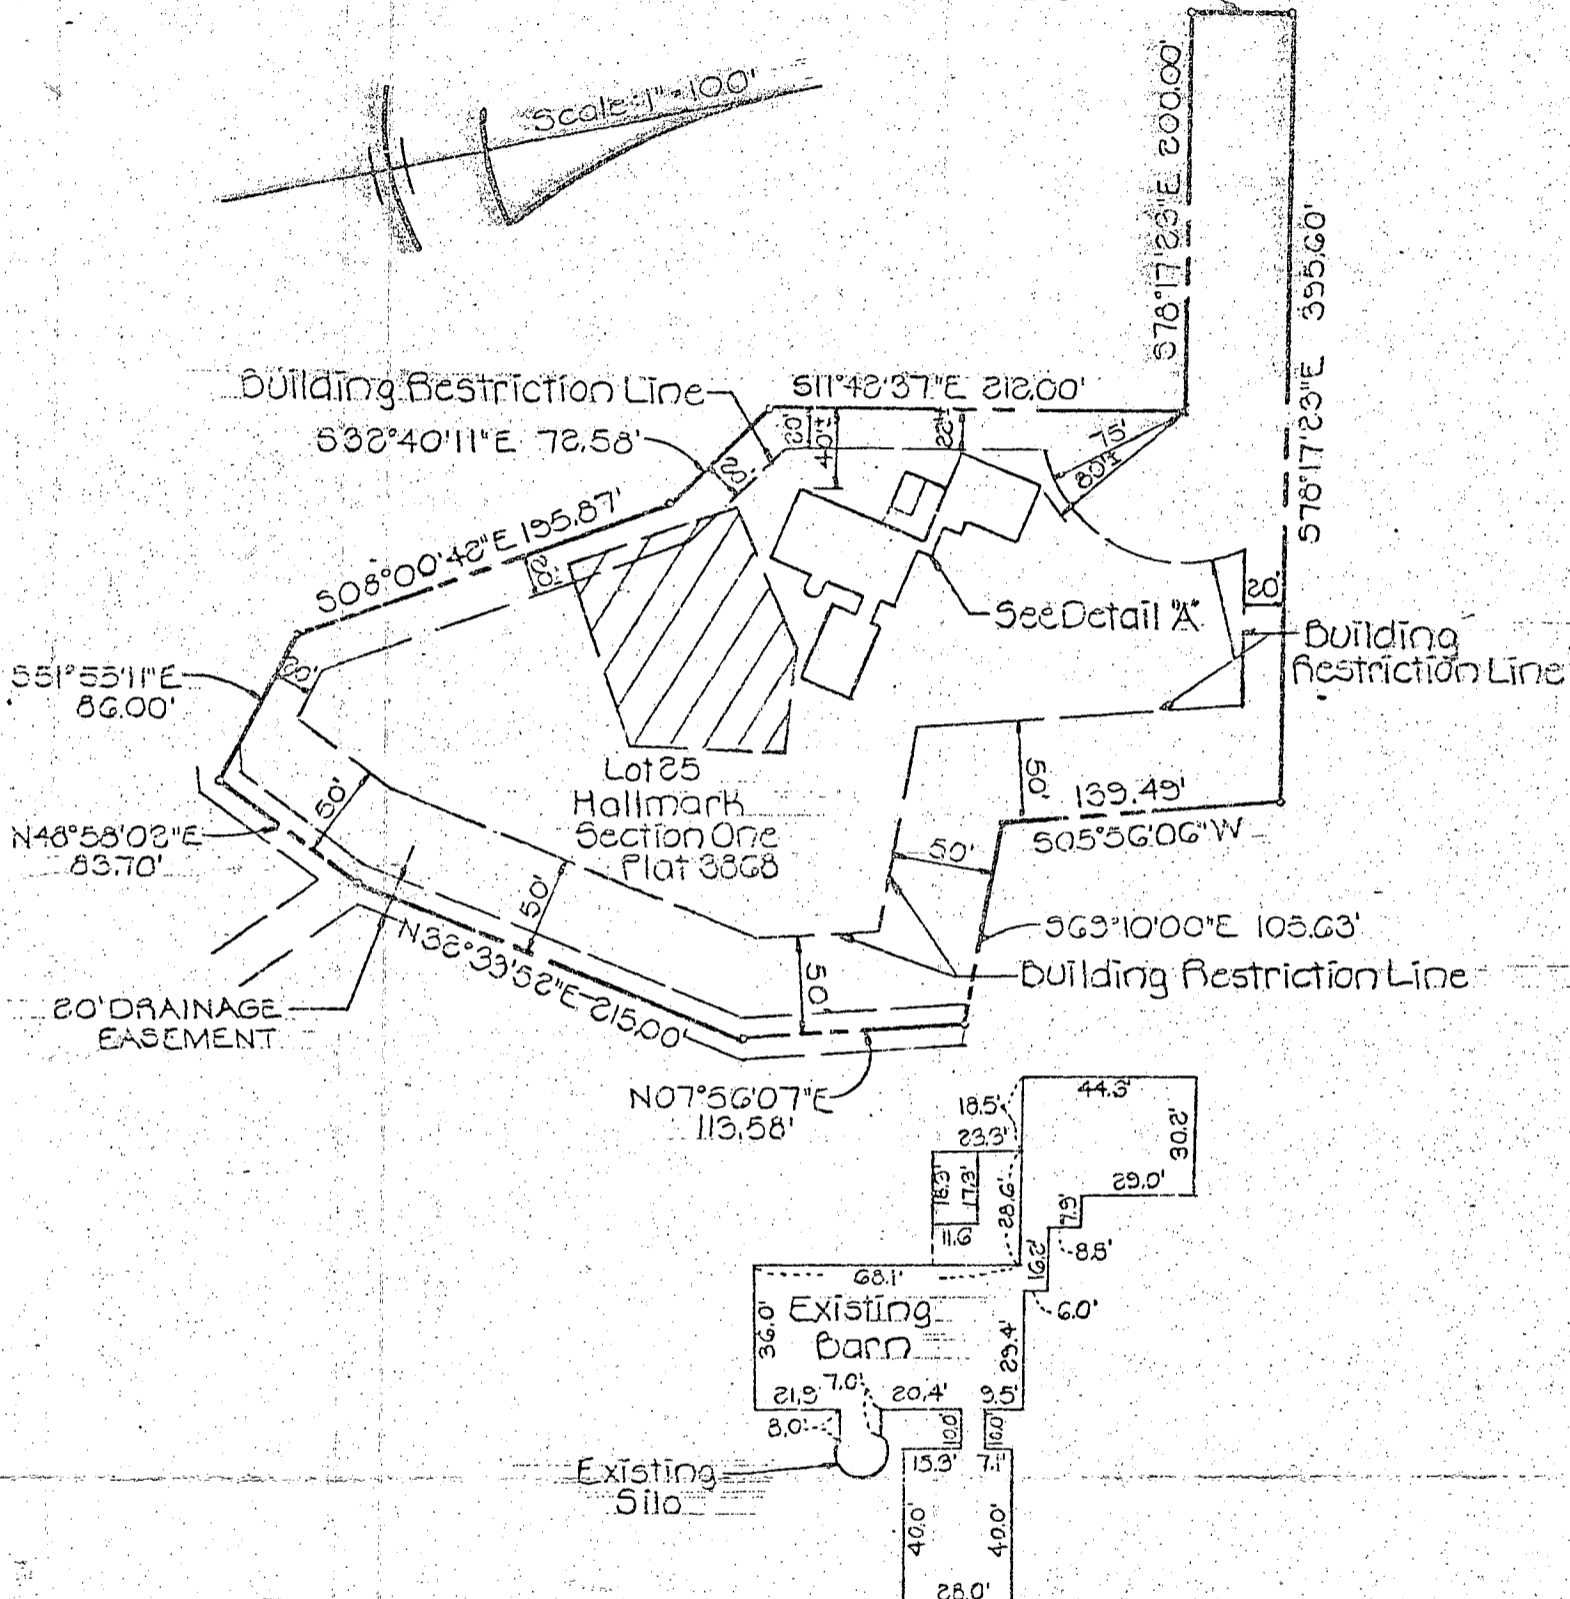 Scale: 1" = 100'
S78°17'23"E 200.00'
S78°17'23"E 395.60'
Building Restriction Line
S11°42'37"E 212.00'
S32°40'11"E 72.58'
20'
40'±
22'±
75'
80'±
20'
S08°00'42"E 195.87'
20'
See Detail "A"
20'
Building
Restriction Line
S51°55'11"E
86.00'
20'
Lot 25
Hallmark
Section One
Plat 3868
50'
50'
139.49'
S05°56'06"W
N48°58'02"E
83.70'
50'
50'
S69°10'00"E 105.63'
N32°39'52"E 215.00'
50'
Building Restriction Line
20' DRAINAGE
EASEMENT
N07°56'07"E
113.58'
18.5'
44.3'
23.3'
30.2'
18.3'
17.3'
28.6'
29.0'
7.9'
8.8'
16.2'
68.1'
6.0'
36.0'
Existing
Barn
29.4'
7.0'
21.9
20.4'
9.5'
8.0'
10.0'
10.0'
15.3'
7.1'
Existing
Silo
40.0'
40.0'
28.0'